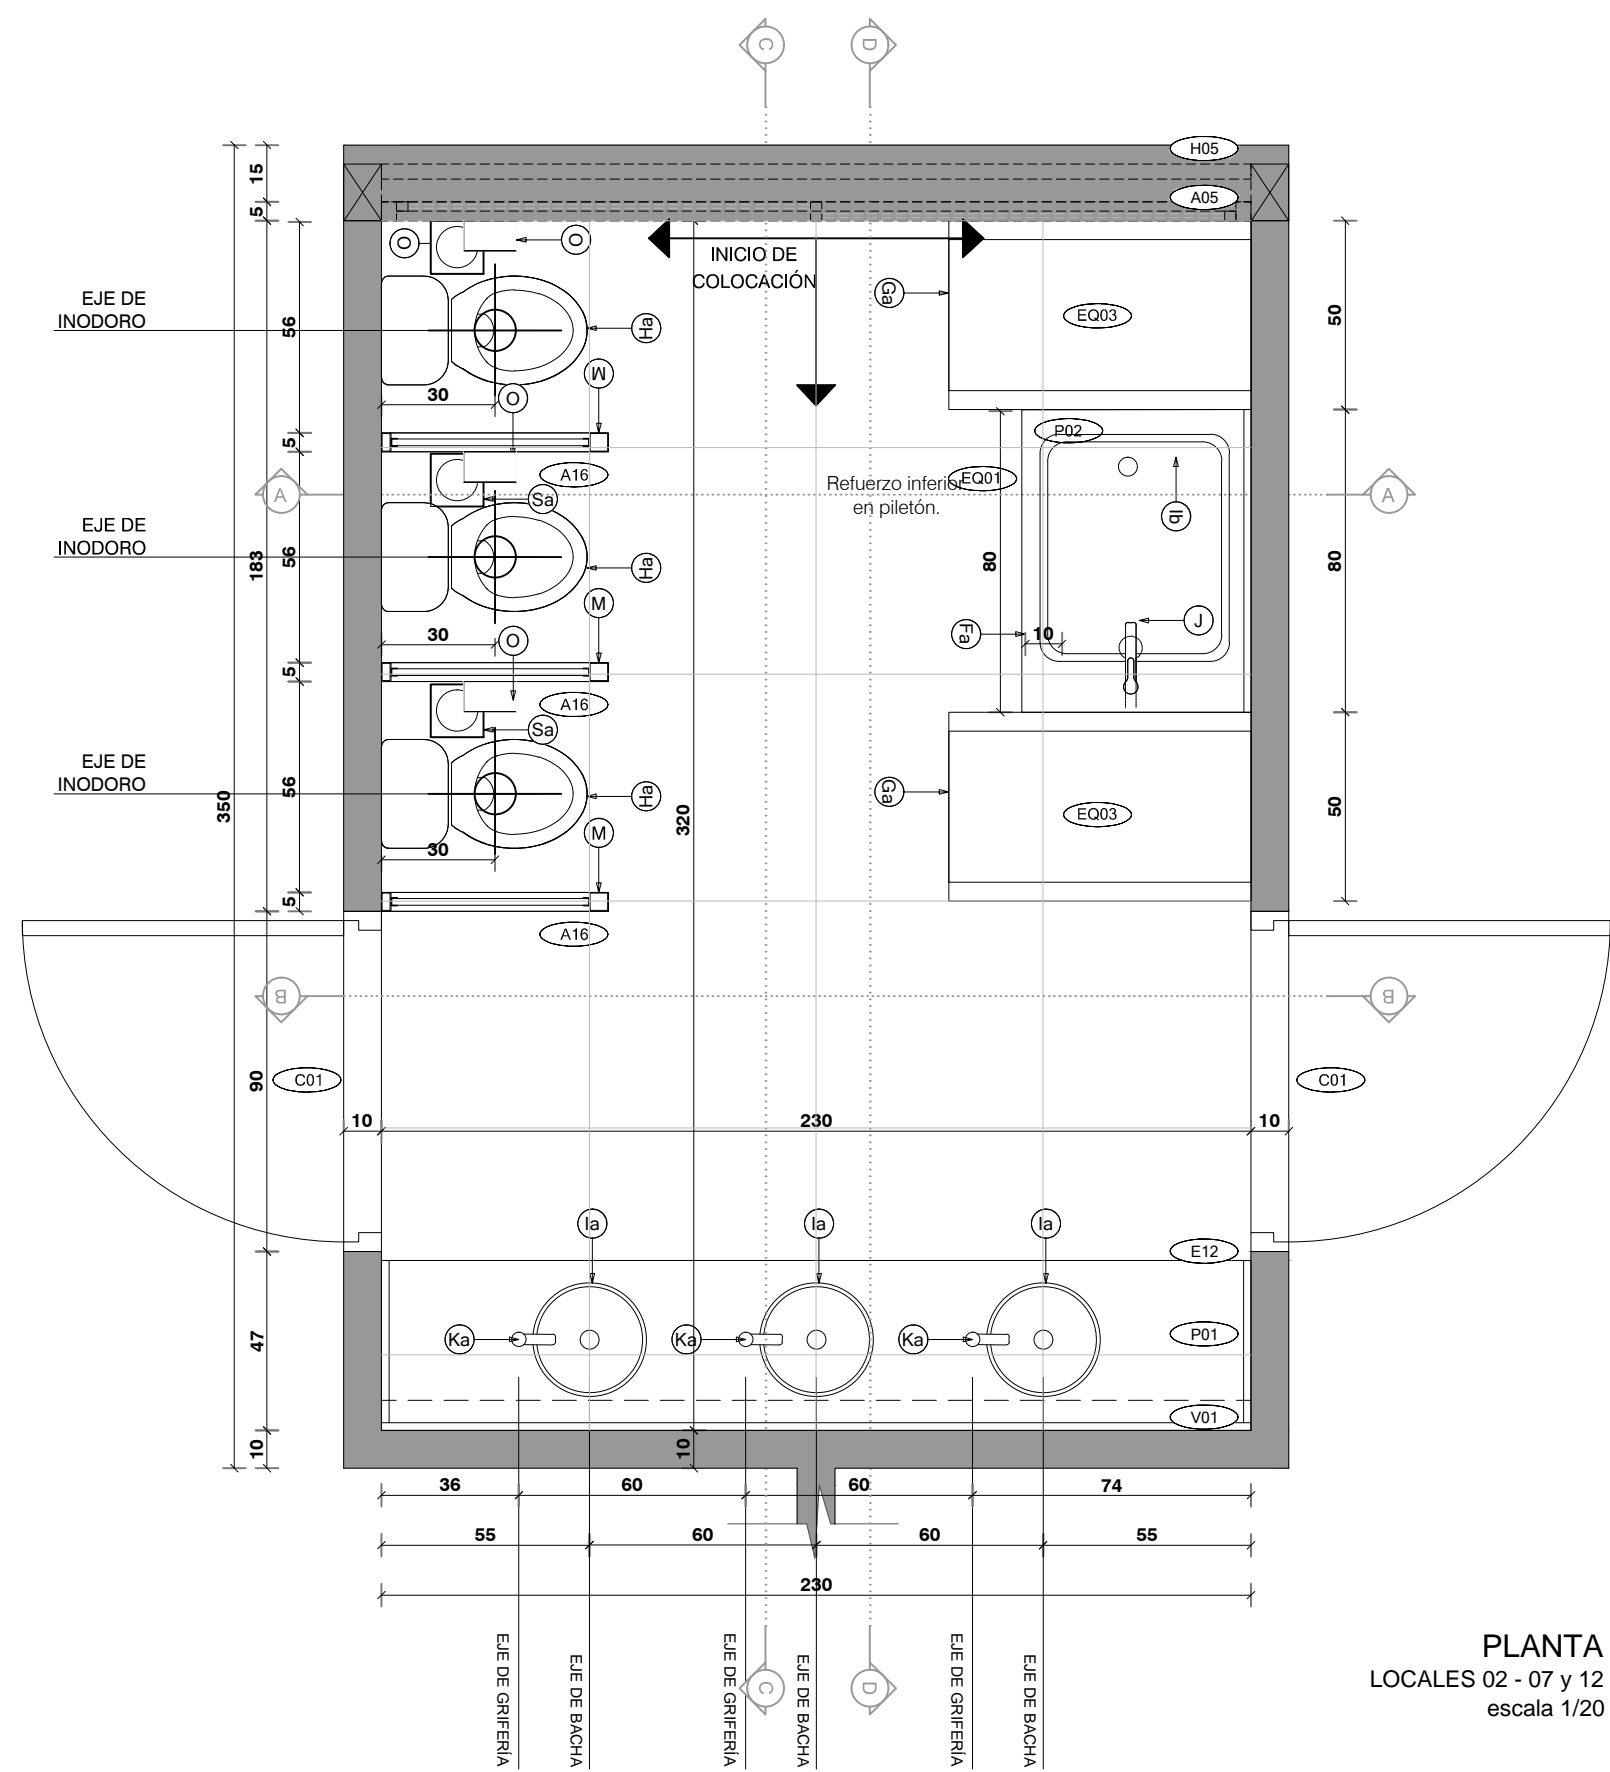 C
D
H05
15
A05
5
O
O
INICIO DE
COLOCACIÓN
Ga
EQ03
50
EJE DE
INODORO
56
Ha
M
30
O
5
P02
A16
EQ01
Refuerzo inferior
en piletón.
A
A
Sa
Ib
EJE DE
INODORO
183
56
Ha
80
80
M
J
Fa
10
30
O
5
A16
Sa
EJE DE
INODORO
350
56
Ha
320
Ga
EQ03
50
M
30
5
A16
B
B
C01
90
C01
10
230
10
Ia
Ia
Ia
E12
47
Ka
Ka
Ka
P01
V01
10
10
36
60
60
74
55
60
60
55
230
EJE DE GRIFERÍA
EJE DE BACHA
EJE DE GRIFERÍA
C
EJE DE BACHA
D
EJE DE GRIFERÍA
EJE DE BACHA
PLANTA
LOCALES 02 - 07 y 12
escala 1/20